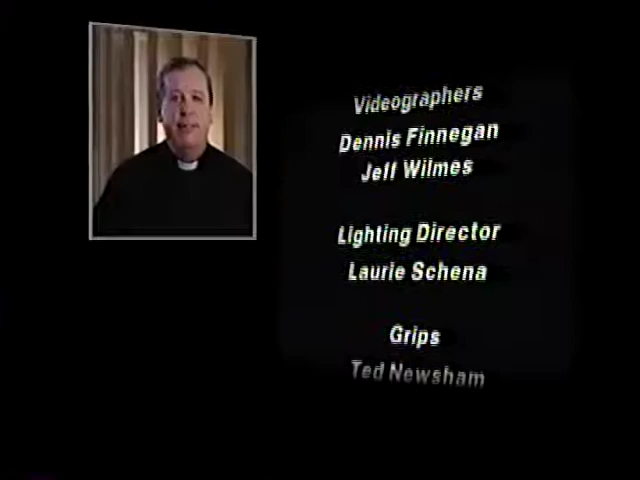 Videographers
Dennis Finnegan
Jeff Wilmes
Lighting Director
Laurie Schena
Grips
Ted Newsham